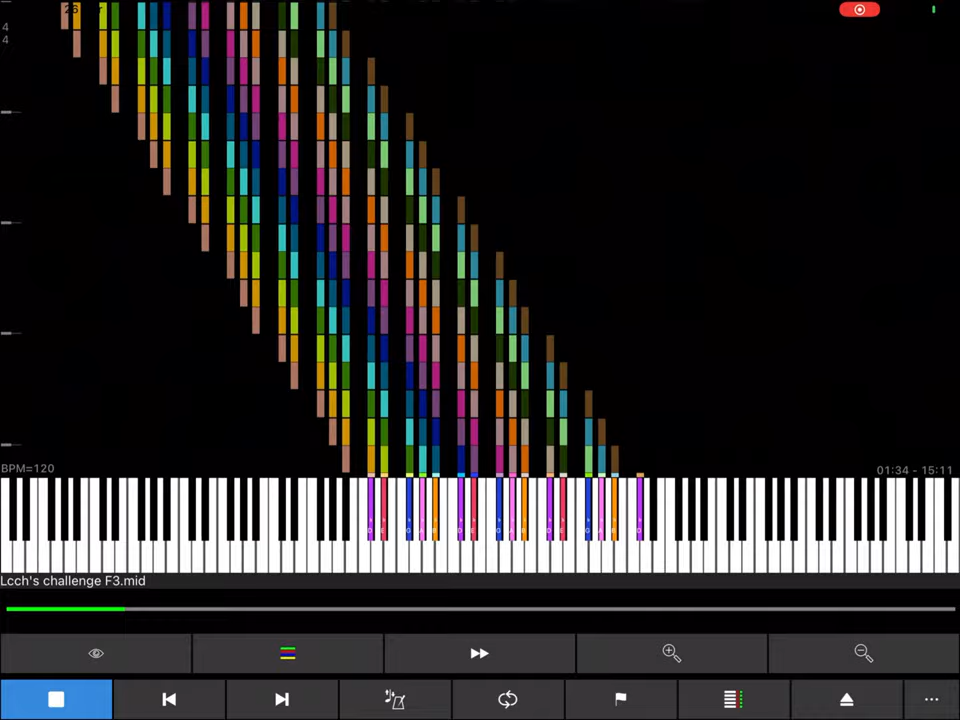 4
4
BPM=120
01:34 - 15:11
Lcch's challenge F3.mid